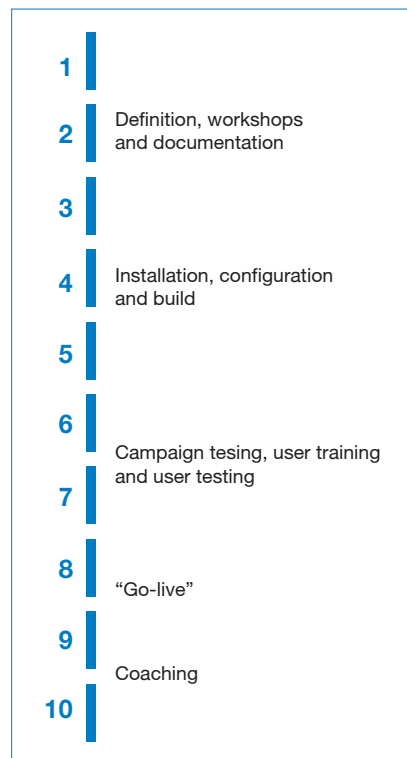 1
2
Definition, workshops
and documentation
3
4
Installation, configuration
and build
5
6
Campaign tesing, user training
and user testing
7
8
“Go-live”
9
Coaching
10